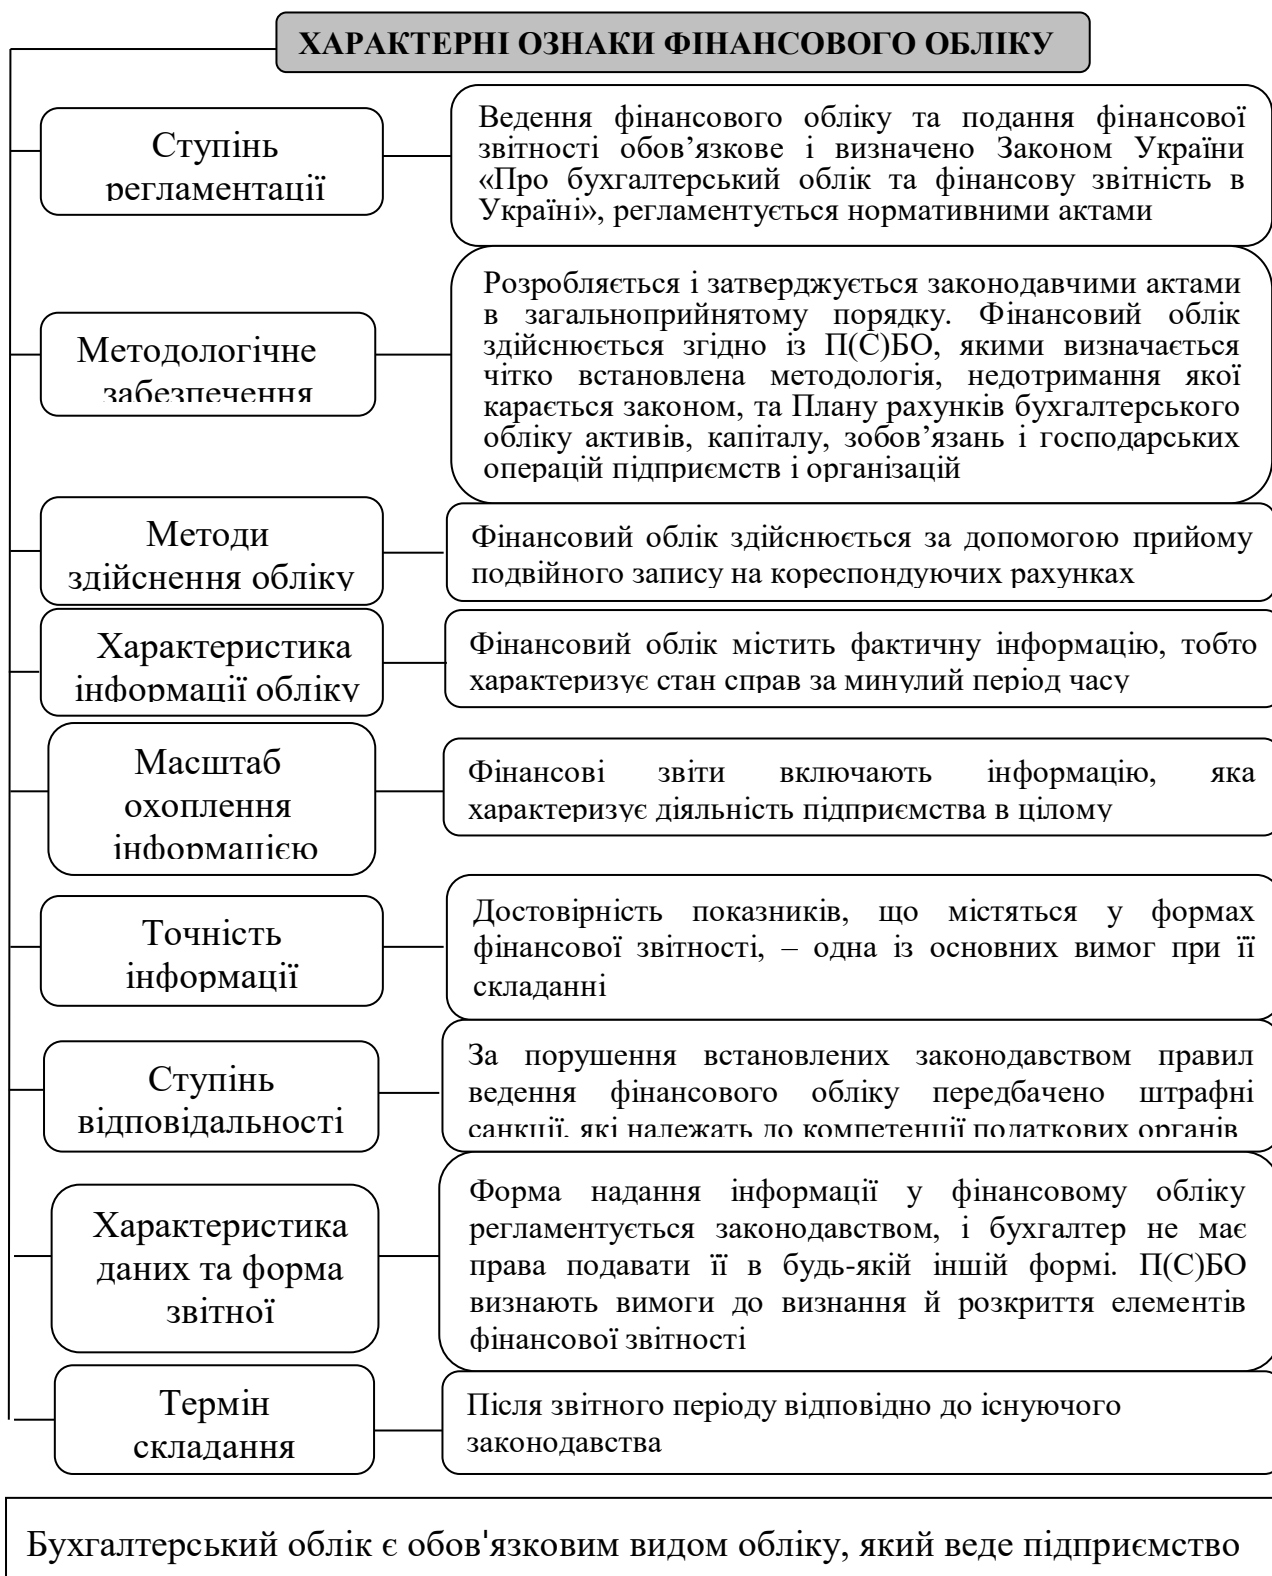 ХАРАКТЕРНІ ОЗНАКИ ФІНАНСОВОГО ОБЛІКУ
Ступінь
регламентації
Ведення фінансового обліку та подання фінансової
звітності обов’язкове і визначено Законом України
«Про бухгалтерський облік та фінансову звітність в
Україні», регламентується нормативними актами
Методологічне
забезпечення
Розробляється і затверджується законодавчими актами
в загальноприйнятому порядку. Фінансовий облік
здійснюється згідно із П(С)БО, якими визначається
чітко встановлена методологія, недотримання якої
карається законом, та Плану рахунків бухгалтерського
обліку активів, капіталу, зобов’язань і господарських
операцій підприємств і організацій
Методи
здійснення обліку
Фінансовий облік здійснюється за допомогою прийому
подвійного запису на кореспондуючих рахунках
Характеристика
інформації обліку
Фінансовий облік містить фактичну інформацію, тобто
характеризує стан справ за минулий період часу
Масштаб
охоплення
інформацією
Фінансові звіти включають інформацію, яка
характеризує діяльність підприємства в цілому
Точність
інформації
Достовірність показників, що містяться у формах
фінансової звітності, – одна із основних вимог при її
складанні
Ступінь
відповідальності
За порушення встановлених законодавством правил
ведення фінансового обліку передбачено штрафні
санкції, які належать до компетенції податкових органів
Характеристика
даних та форма
звітної
Форма надання інформації у фінансовому обліку
регламентується законодавством, і бухгалтер не має
права подавати її в будь-якій іншій формі. П(С)БО
визнають вимоги до визнання й розкриття елементів
фінансової звітності
Термін
складання
Після звітного періоду відповідно до існуючого
законодавства
Бухгалтерський облік є обов'язковим видом обліку, який веде підприємство